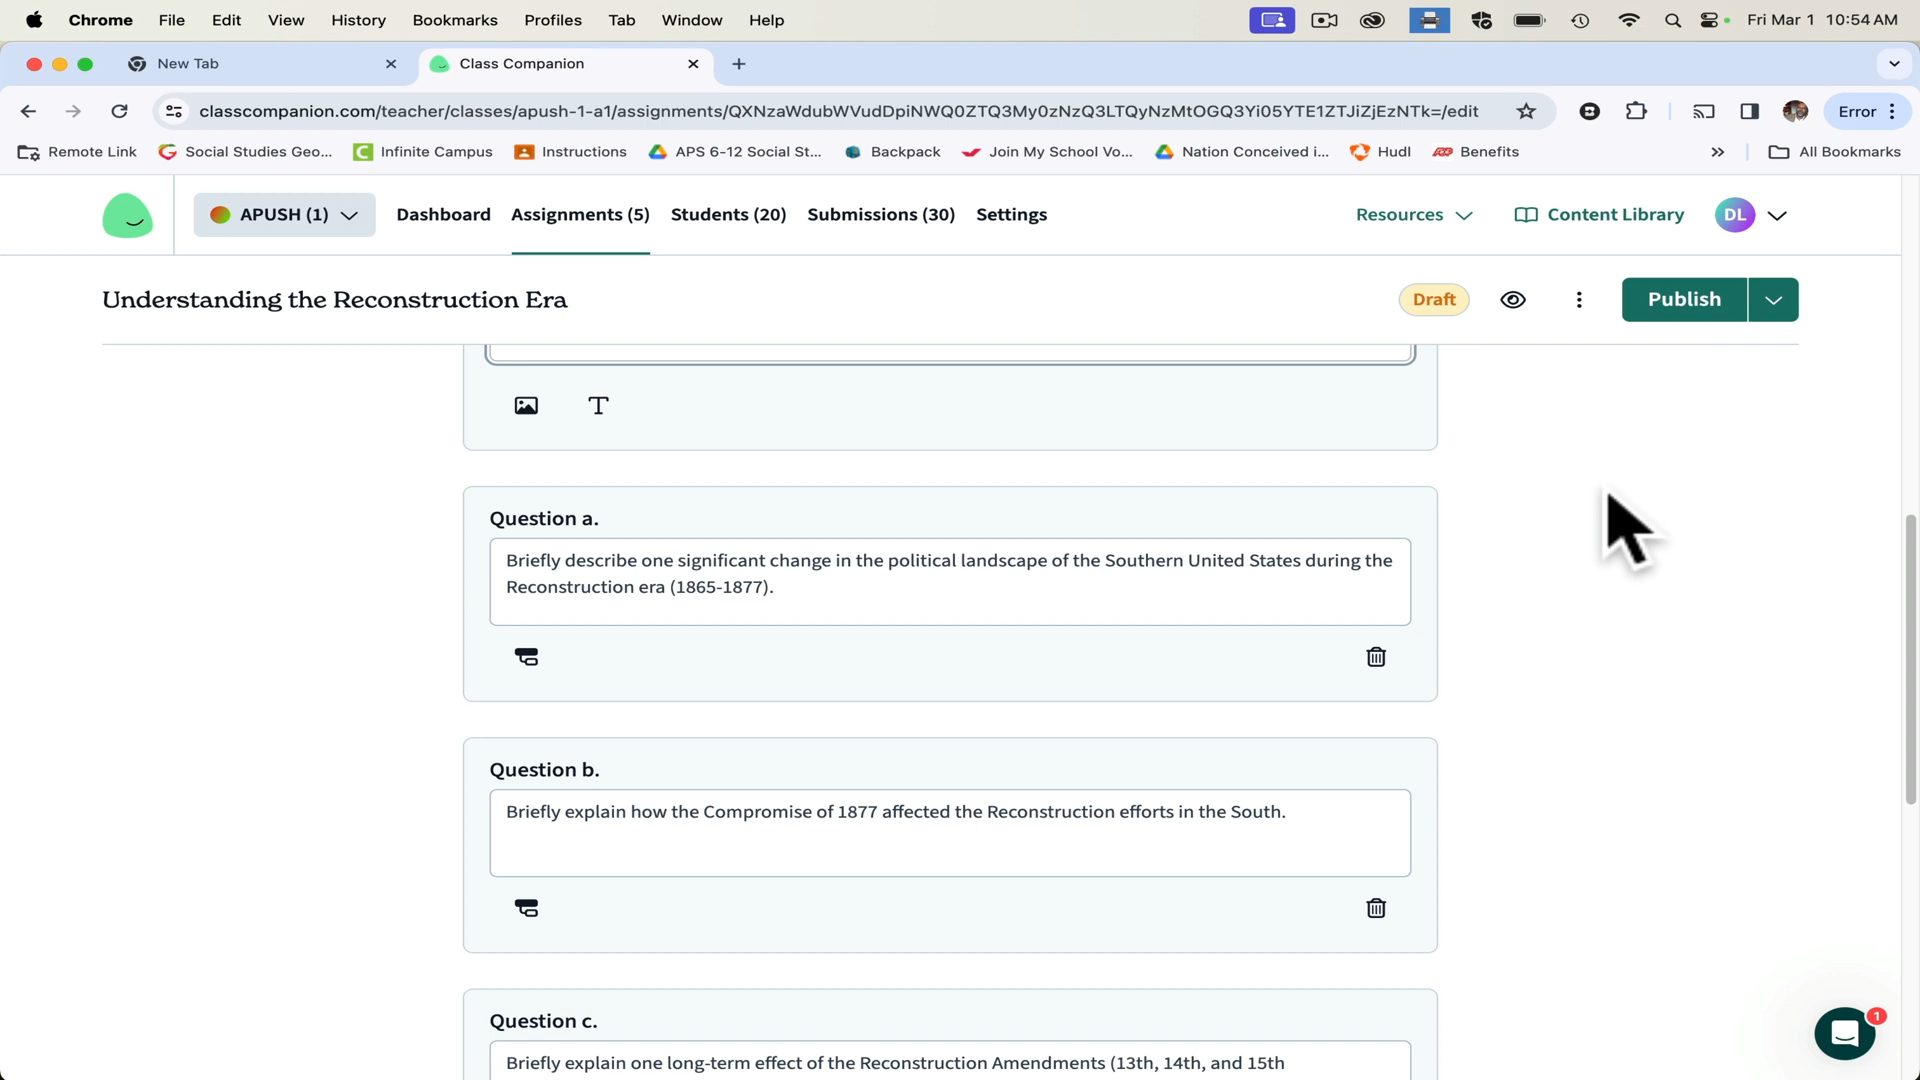 Chrome File Edit View History Bookmarks Profiles Tab Window Help Fri Mar 1 10:54 AM
New Tab Class Companion
classcompanion.com/teacher/classes/apush-1-a1/assignments/QXNzaWdubWVudDpiNWQ0ZTQ3My0zNzQ3LTQyNzMtOGQ3Yi05YTE1ZTJiZjEzNTk=/edit Error
Remote Link Social Studies Geo... Infinite Campus Instructions APS 6-12 Social St... Backpack Join My School Vo... Nation Conceived i... Hudl Benefits All Bookmarks
APUSH (1) Dashboard Assignments (5) Students (20) Submissions (30) Settings Resources Content Library DL
Understanding the Reconstruction Era Draft Publish
Question a.
Briefly describe one significant change in the political landscape of the Southern United States during the
Reconstruction era (1865-1877).
Question b.
Briefly explain how the Compromise of 1877 affected the Reconstruction efforts in the South.
Question c.
Briefly explain one long-term effect of the Reconstruction Amendments (13th, 14th, and 15th
1